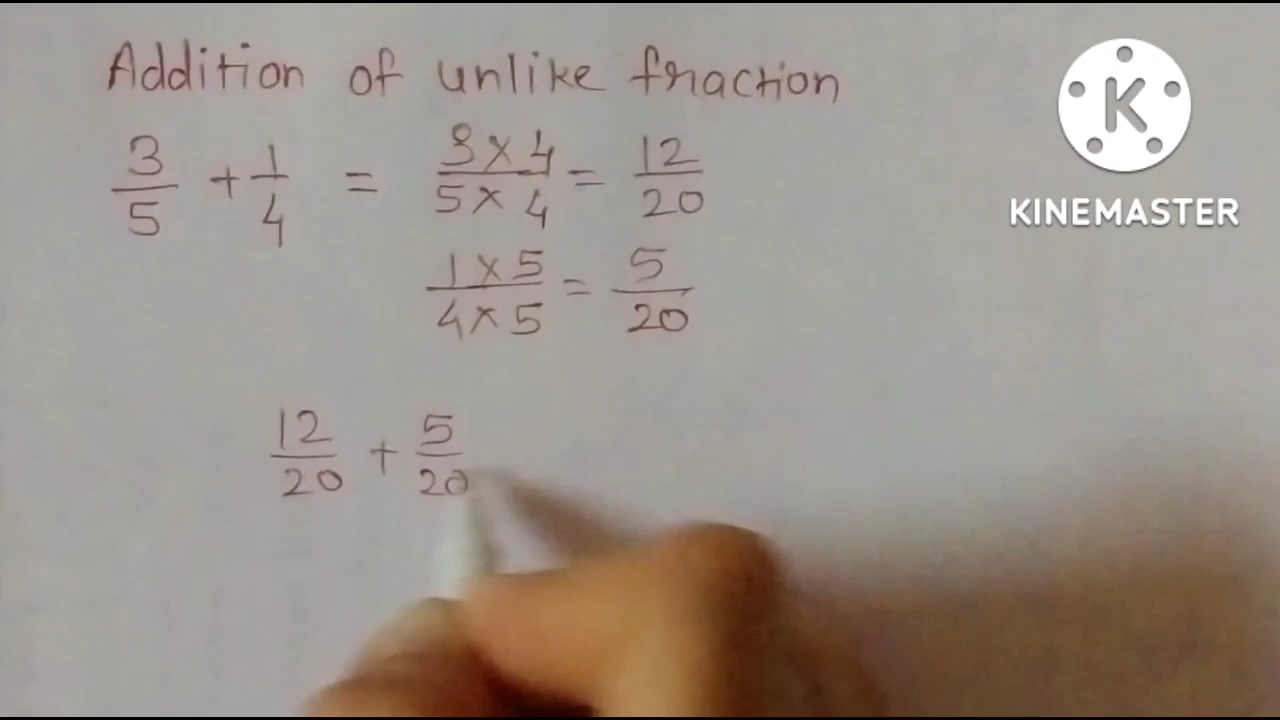 Addition of unlike fraction
3/5 + 1/4 = 3 × 4/5 × 4 = 12/20
1 × 5/4 × 5 = 5/20
12/20 + 5/20
KINEMASTER